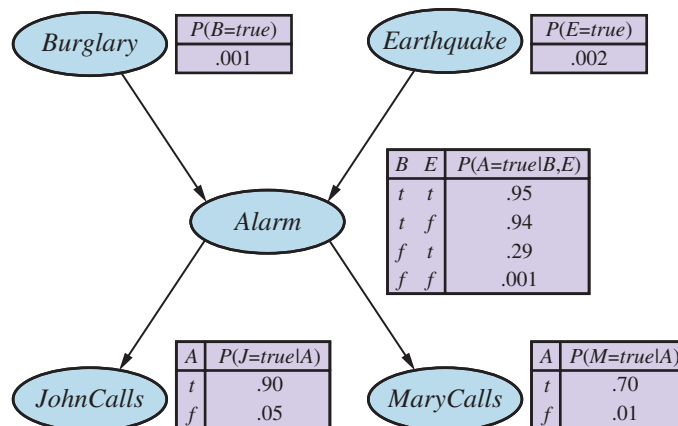 Burglary
P(B=true)
.001
Earthquake
P(E=true)
.002
Alarm
B E P(A=true|B,E)
t t .95
t f .94
f t .29
f f .001
JohnCalls
A P(J=true|A)
t .90
f .05
MaryCalls
A P(M=true|A)
t .70
f .01